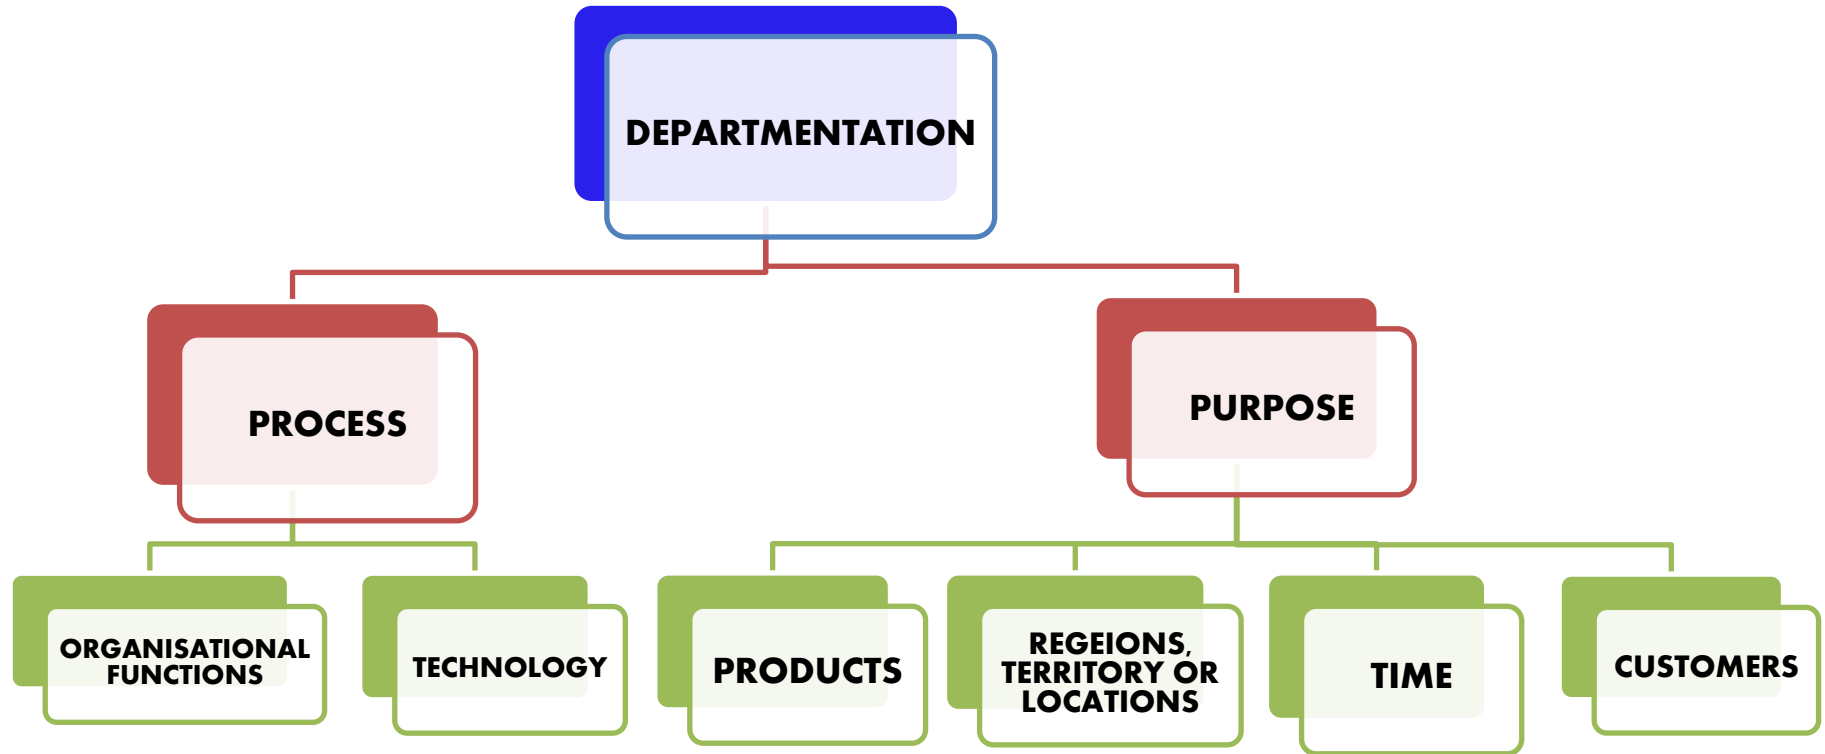 DEPARTMENTATION
PROCESS
PURPOSE
ORGANISATIONAL
FUNCTIONS
TECHNOLOGY
PRODUCTS
REGEIONS,
TERRITORY OR
LOCATIONS
TIME
CUSTOMERS